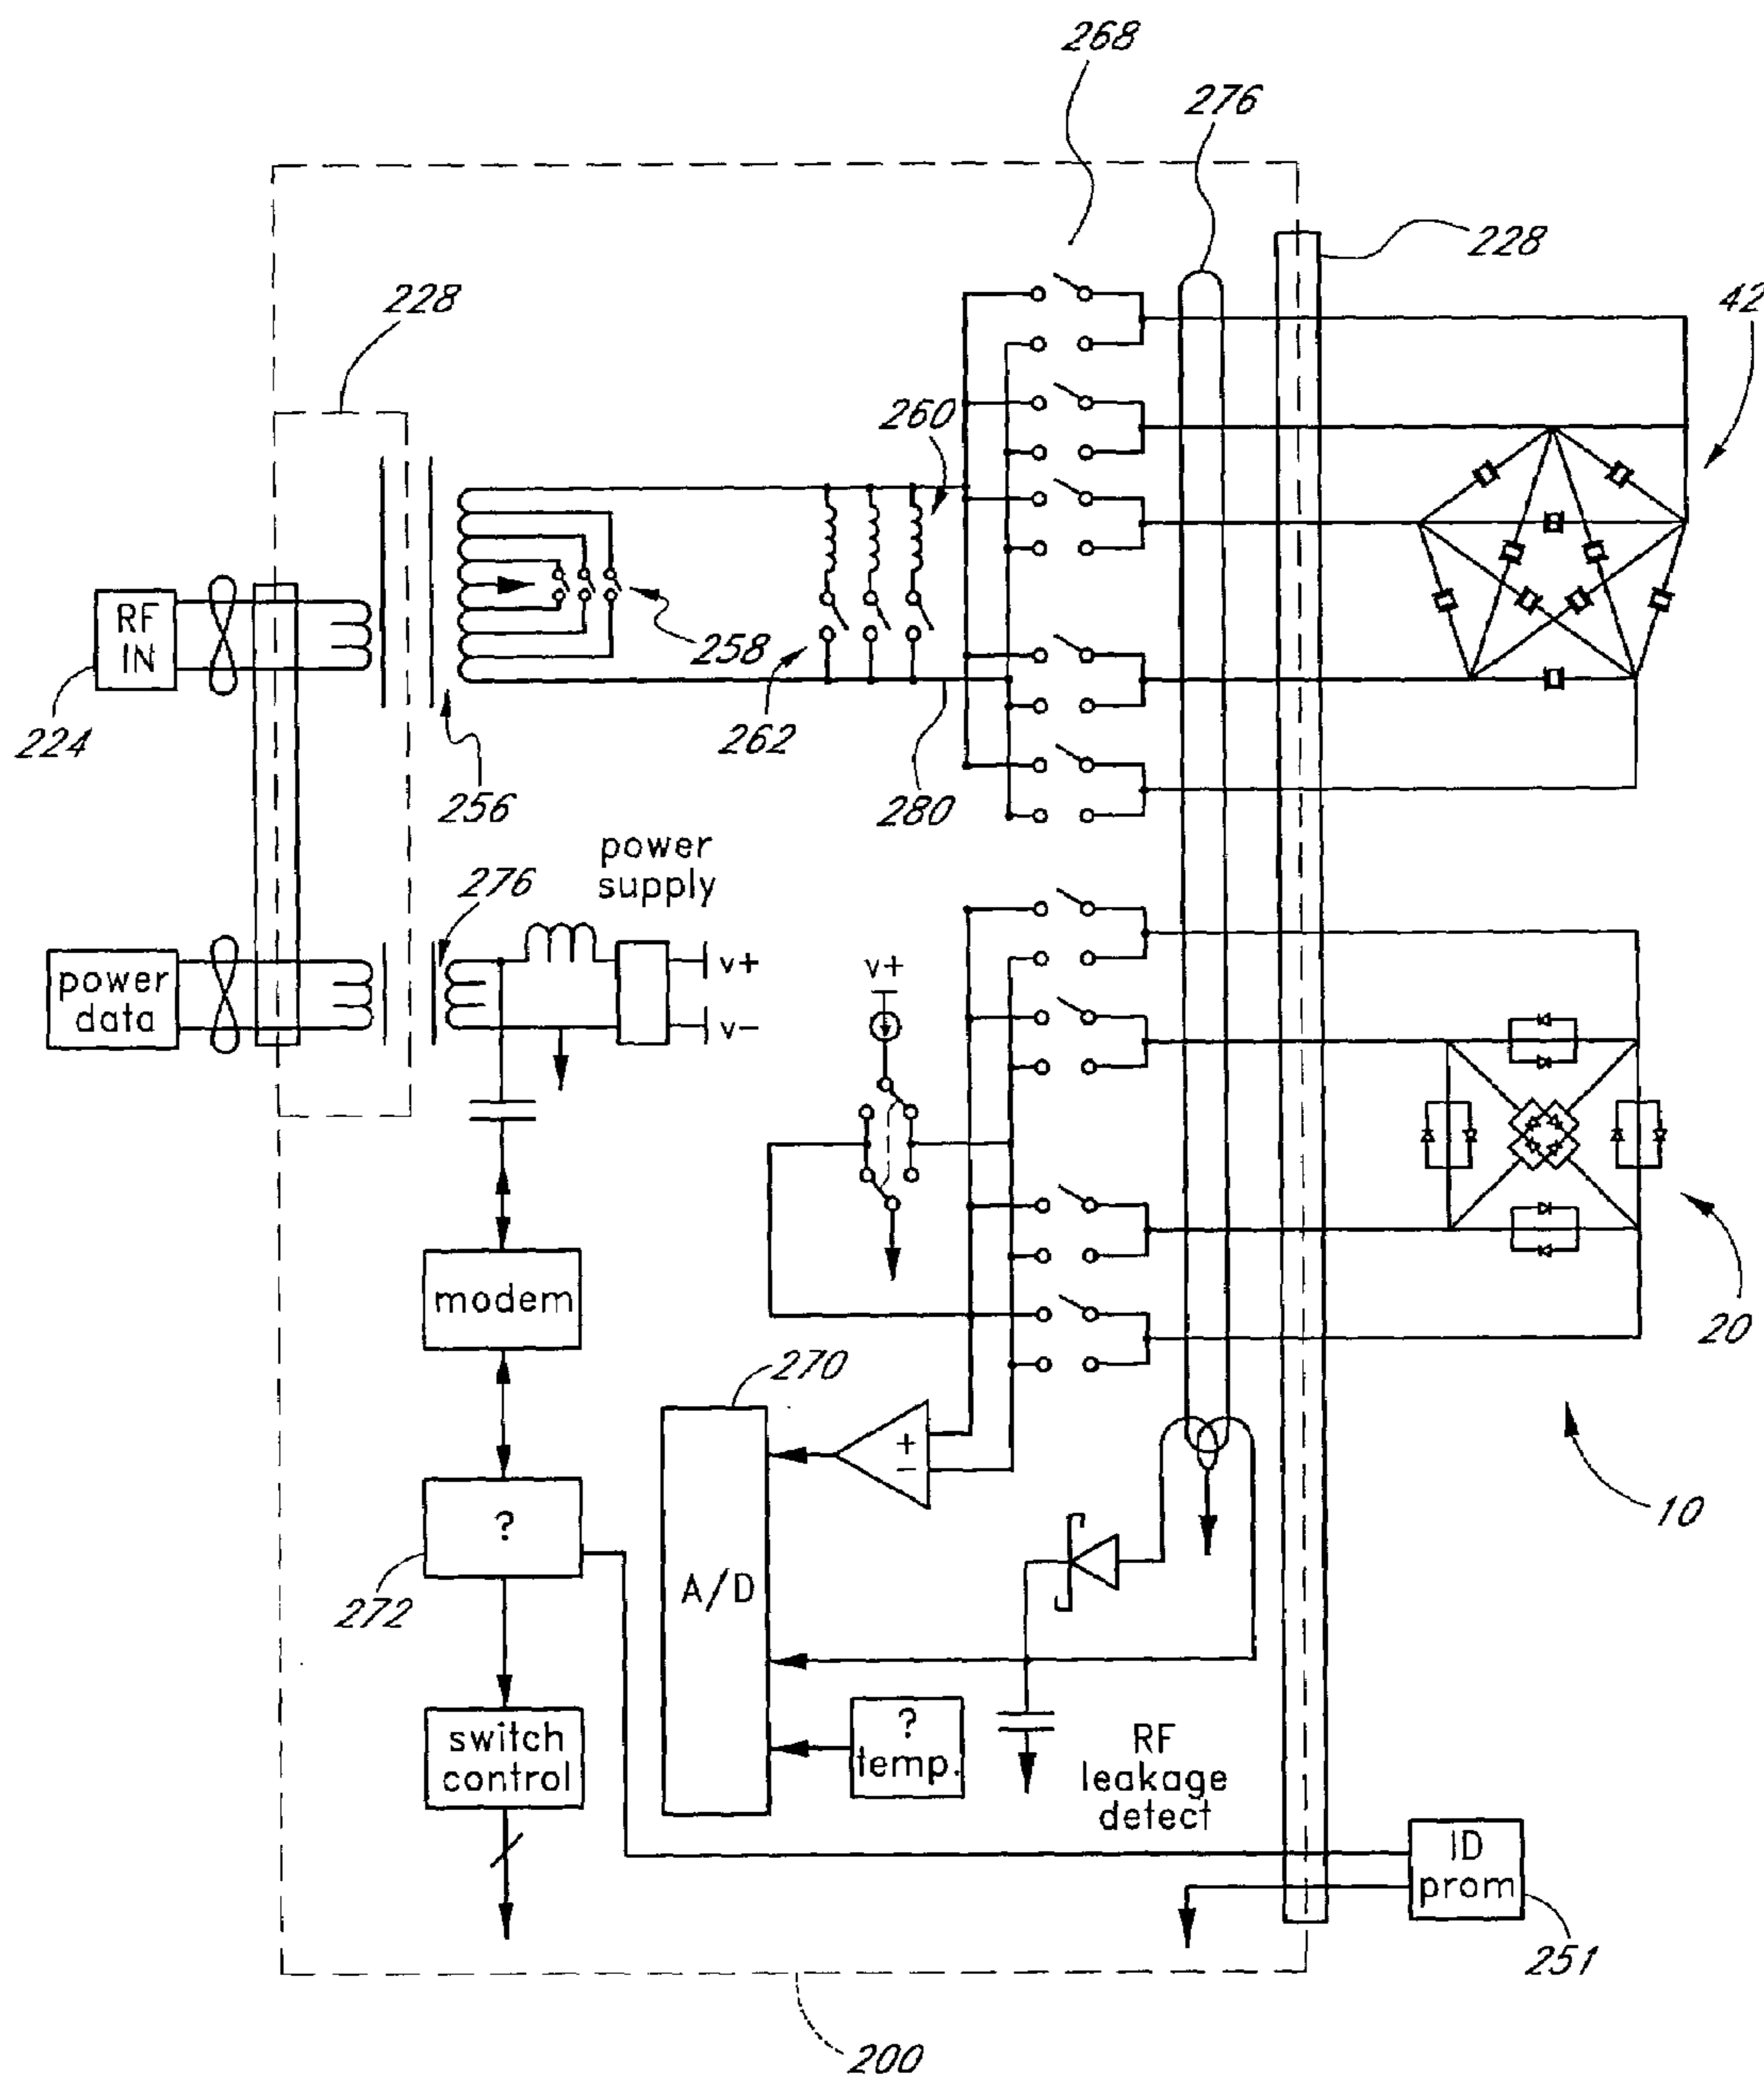 268
276
228
42
228
260
RF
IN
258
224
262
256
280
power
supply
276
power
data
v+
v-
v+
modem
20
270
+
-
10
?
272
A/D
switch
control
?
temp.
RF
leakage
detect
ID
prom
251
200